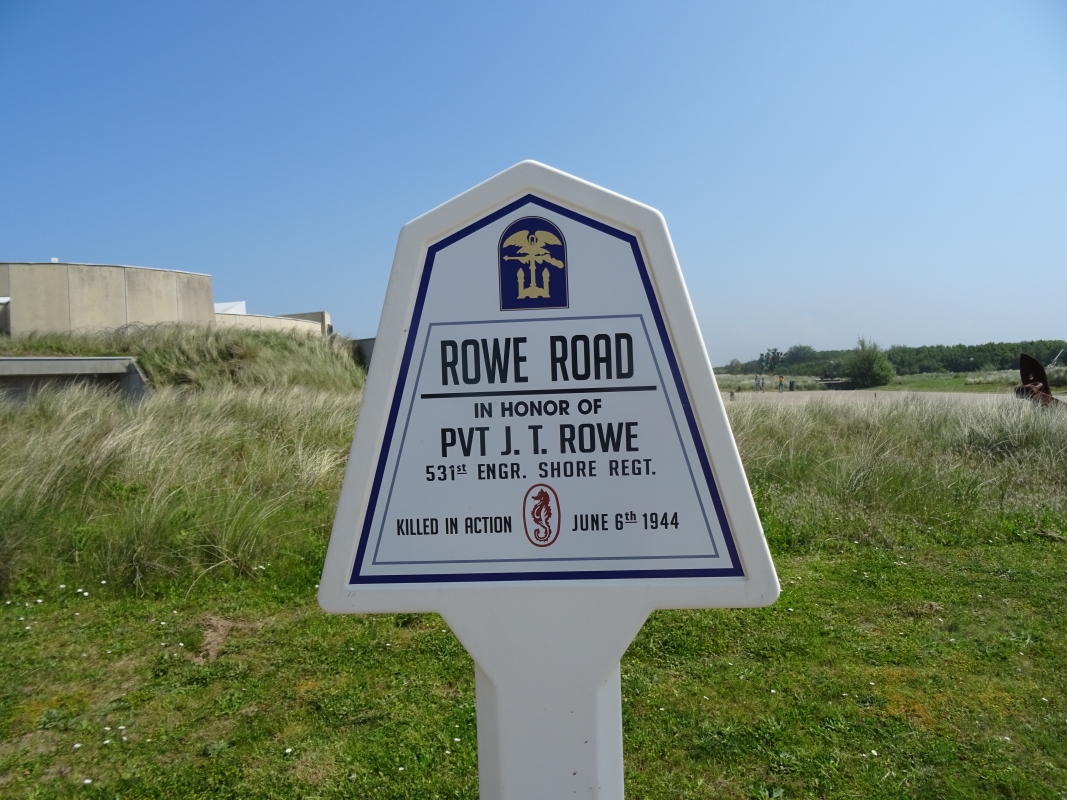 ROWE ROAD
IN HONOR OF
PVT J. T. ROWE
531st ENGR. SHORE REGT.
KILLED IN ACTION JUNE 6th 1944